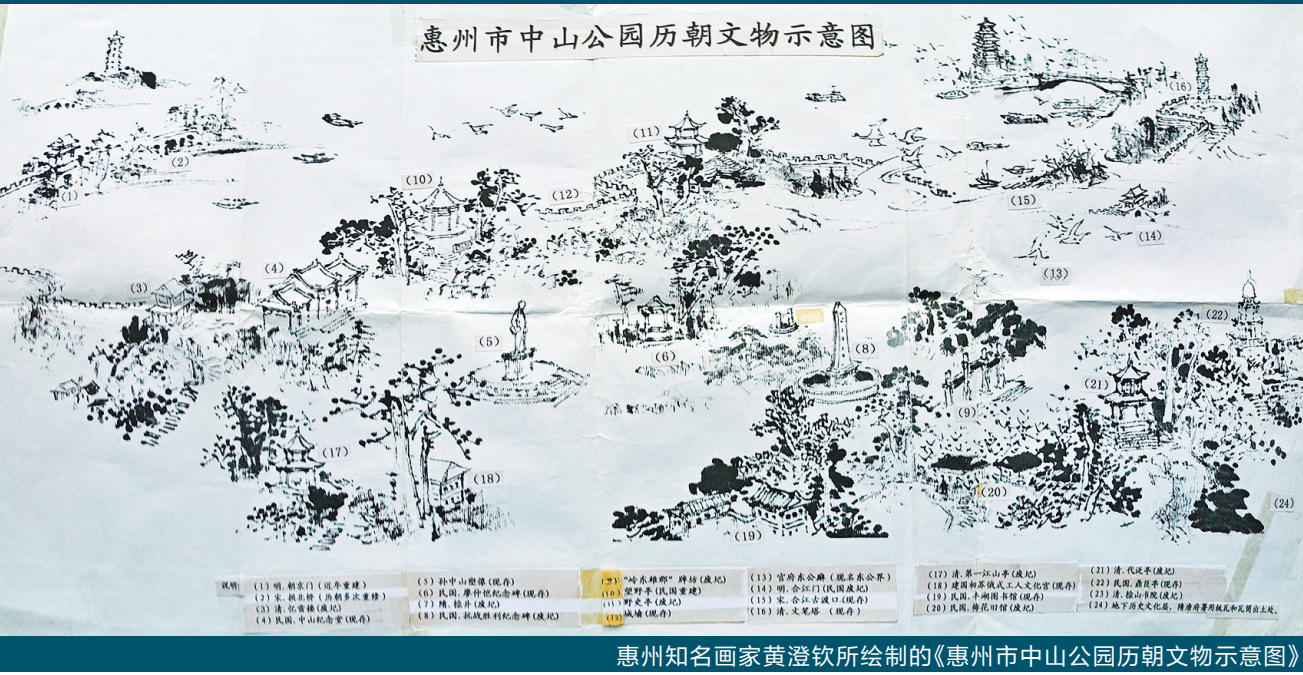 惠州市中山公园历朝文物示意图
(16)
(11)
(2)
(10)
(12)
(1)
(15)
(14)
(4)
(13)
(3)
(22)
(5)
(8)
(6)
(21)
(9)
(17)
(18)
(20)
(24)
(19)
说明:
(1) 明、朝京门(近年重建)
(2) 宋、拱北桥(历朝多次重修)
(3) 清、忆雪楼(废圮)
(4) 民国、中山纪念堂(现存)
(5) 孙中山塑像(现存)
(6) 民国、廖仲恺纪念碑(现存)
(7) 隋、棕井(废圮)
(8) 民国、抗战胜利纪念碑(废圮)
(9) “岭东雄郡”牌坊(废圮)
(10) 望野亭(民国重建)
(11) 野吏亭(废圮)
(12) 城墙(现存)
(13) 官府东公廨(现名东公界)
(14) 明、合江门(民国废圮)
(15) 宋、合江古渡口(现存)
(16) 清、文笔塔 (现存)
(17) 清、第一江山亭(废圮)
(18) 建国初苏俄式工人文化宫(现存)
(19) 民国、丰湖图书馆(现存)
(20) 民国、梅花口馆(废圮)
(21) 清、代泛亭(废圮)
(22) 民国、鼎臣亭(现存)
(23) 清、棕山书院(废圮)
(24) 地下历史文化层,隋唐府署用板瓦和瓦筒出土处。
惠州知名画家黄澄钦所绘制的《惠州市中山公园历朝文物示意图》